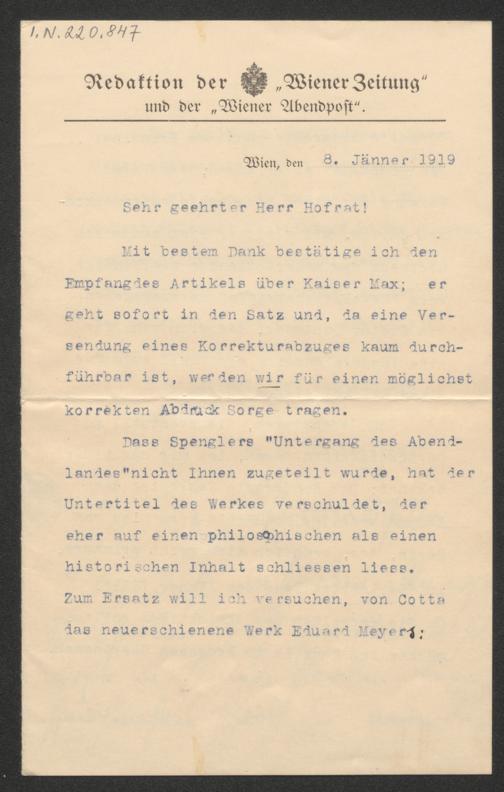 I.N. 220.847
Redaktion der „Wiener Zeitung“
und der „Wiener Abendpost“.
Wien, den 8. Jänner 1919
Sehr geehrter Herr Hofrat!
Mit bestem Dank bestätige ich den
Empfangdes Artikels über Kaiser Max; er
geht sofort in den Satz und, da eine Ver-
sendung eines Korrekturabzuges kaum durch-
führbar ist, werden wir für einen möglichst
korrekten Abdruck Sorge tragen.
Dass Spenglers "Untergang des Abend-
landes"nicht Ihnen zugeteilt wurde, hat der
Untertitel des Werkes verschuldet, der
eher auf einen philosophischen als einen
historischen Inhalt schliessen liess.
Zum Ersatz will ich versuchen, von Cotta
das neuerschienene Werk Eduard Meyers: